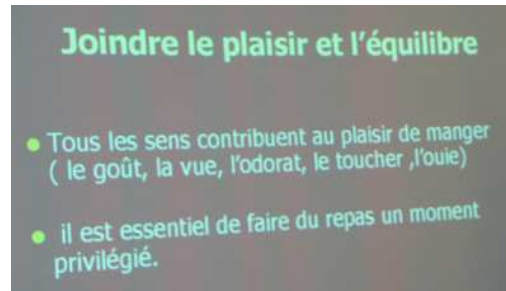 Joindre le plaisir et l'équilibre
● Tous les sens contribuent au plaisir de manger
( le goût, la vue, l'odorat, le toucher ,l'ouie)
● il est essentiel de faire du repas un moment
privilégié.